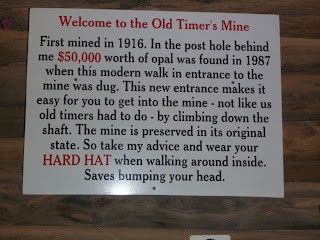 Welcome to the Old Timer's Mine
First mined in 1916. In the post hole behind
me $50,000 worth of opal was found in 1987
when this modern walk in entrance to the
mine was dug. This new entrance makes it
easy for you to get into the mine - not like us
old timers had to do - by climbing down the
shaft. The mine is preserved in its original
state. So take my advice and wear your
HARD HAT when walking around inside.
Saves bumping your head.